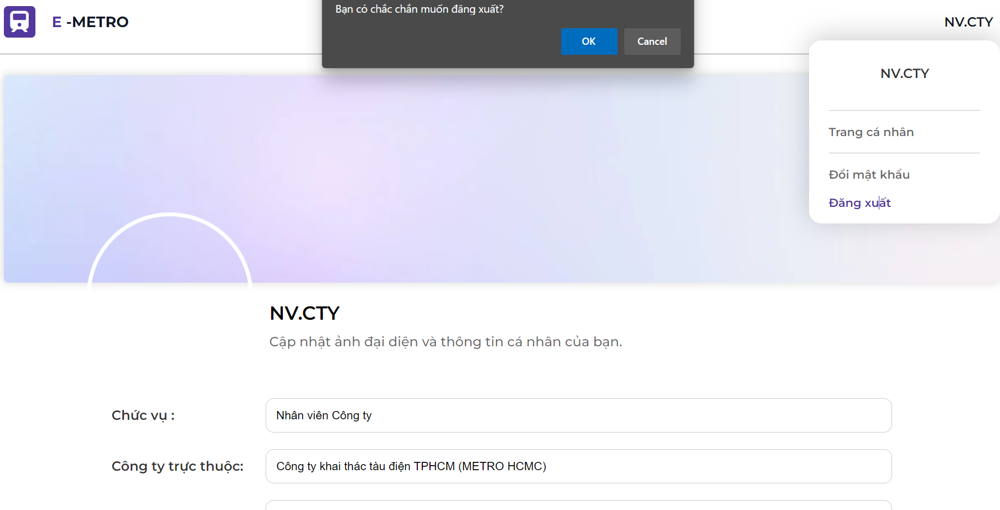 Bạn có chắc chắn muốn đăng xuất?
OK
Cancel
E -METRO
NV.CTY
NV.CTY
Trang cá nhân
Đổi mật khẩu
Đăng xuất
NV.CTY
Cập nhật ảnh đại diện và thông tin cá nhân của bạn.
Chức vụ : Nhân viên Công ty
Công ty trực thuộc: Công ty khai thác tàu điện TPHCM (METRO HCMC)